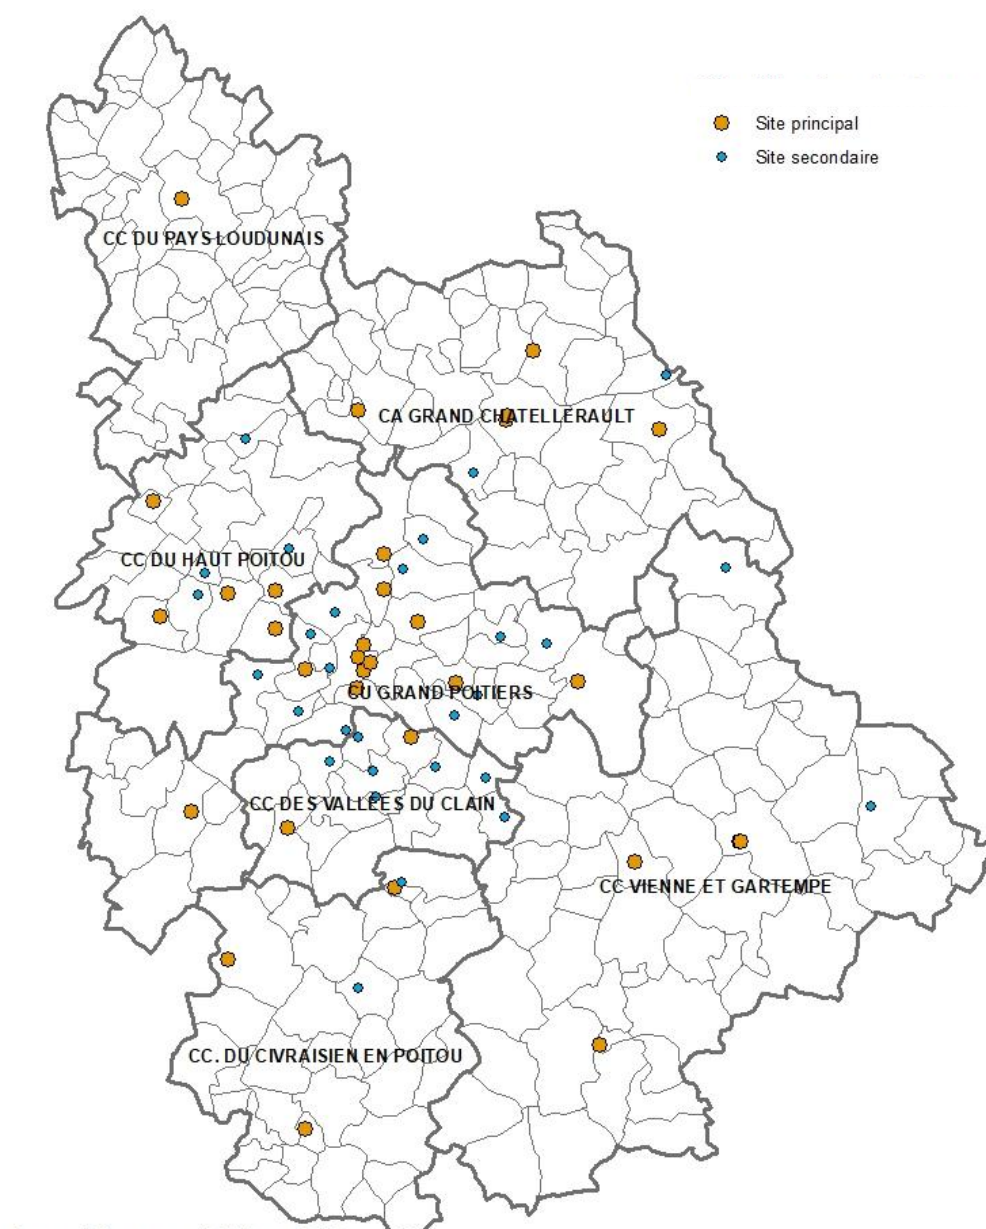 Site principal
Site secondaire
CC DU PAYS LOUDUNAIS
CA GRAND CHATELLERAULT
CC DU HAUT POITOU
CU GRAND POITIERS
CC DES VALLÉES DU CLAIN
CC VIENNE ET GARTEMPE
CC. DU CIVRAISIEN EN POITOU